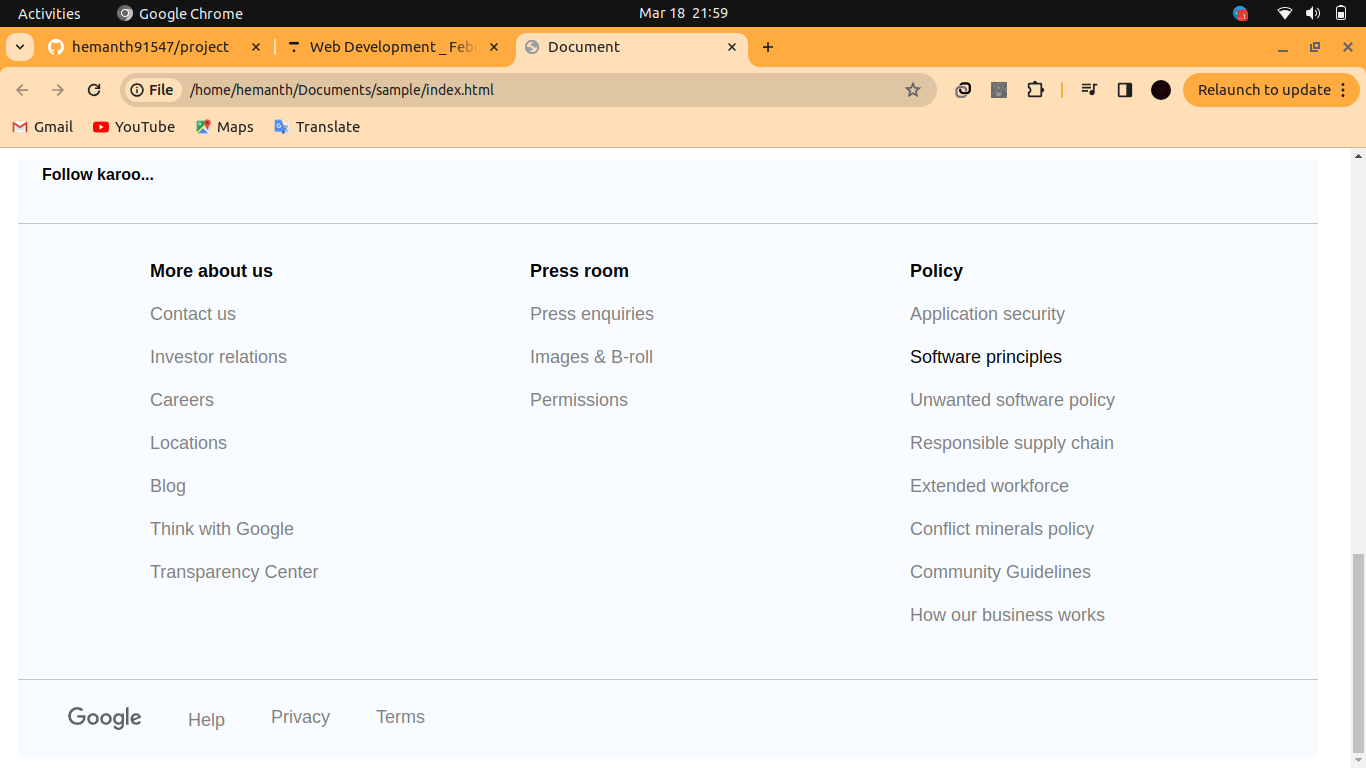 Activities Google Chrome Mar 18 21:59
hemanth91547/project Web Development _ Feb Document
File /home/hemanth/Documents/sample/index.html Relaunch to update
Gmail YouTube Maps Translate
Follow karoo...
More about us
Contact us
Investor relations
Careers
Locations
Blog
Think with Google
Transparency Center
Press room
Press enquiries
Images & B-roll
Permissions
Policy
Application security
Software principles
Unwanted software policy
Responsible supply chain
Extended workforce
Conflict minerals policy
Community Guidelines
How our business works
Google Help Privacy Terms